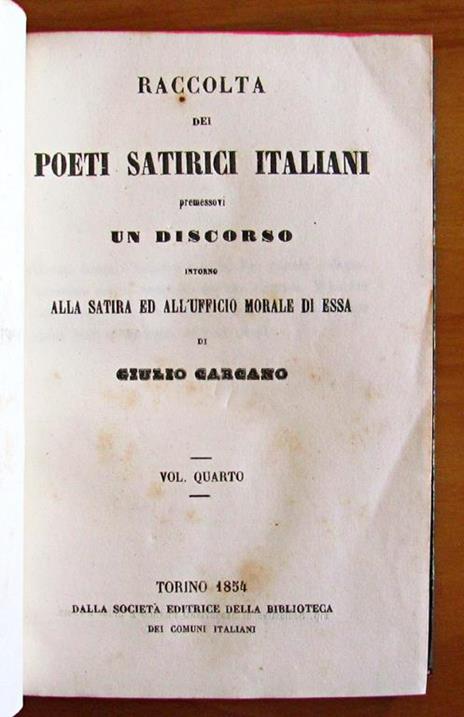 RACCOLTA
DEI
POETI SATIRICI ITALIANI
premessovi
UN DISCORSO
INTORNO
ALLA SATIRA ED ALL'UFFICIO MORALE DI ESSA
DI
GIULIO CARCANO
VOL. QUARTO
TORINO 1854
DALLA SOCIETÀ EDITRICE DELLA BIBLIOTECA
DEI COMUNI ITALIANI